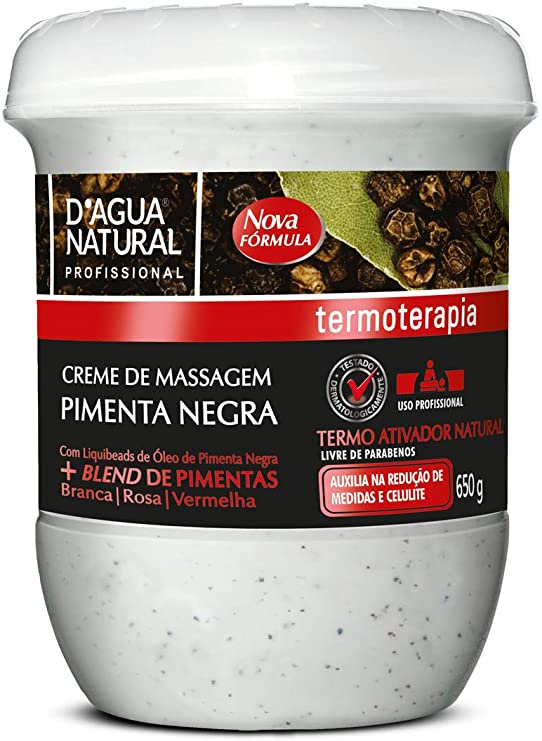 D'AGUA®
NATURAL
PROFISSIONAL
Nova
FÓRMULA
termoterapia
CREME DE MASSAGEM
PIMENTA NEGRA
Com Liquibeads de Óleo de Pimenta Negra
+ BLEND DE PIMENTAS
Branca|Rosa|Vermelha
TESTADO
DERMATOLOGICAMENTE
USO PROFISSIONAL
TERMO ATIVADOR NATURAL
LIVRE DE PARABENOS
AUXILIA NA REDUÇÃO DE
MEDIDAS E CELULITE
650g